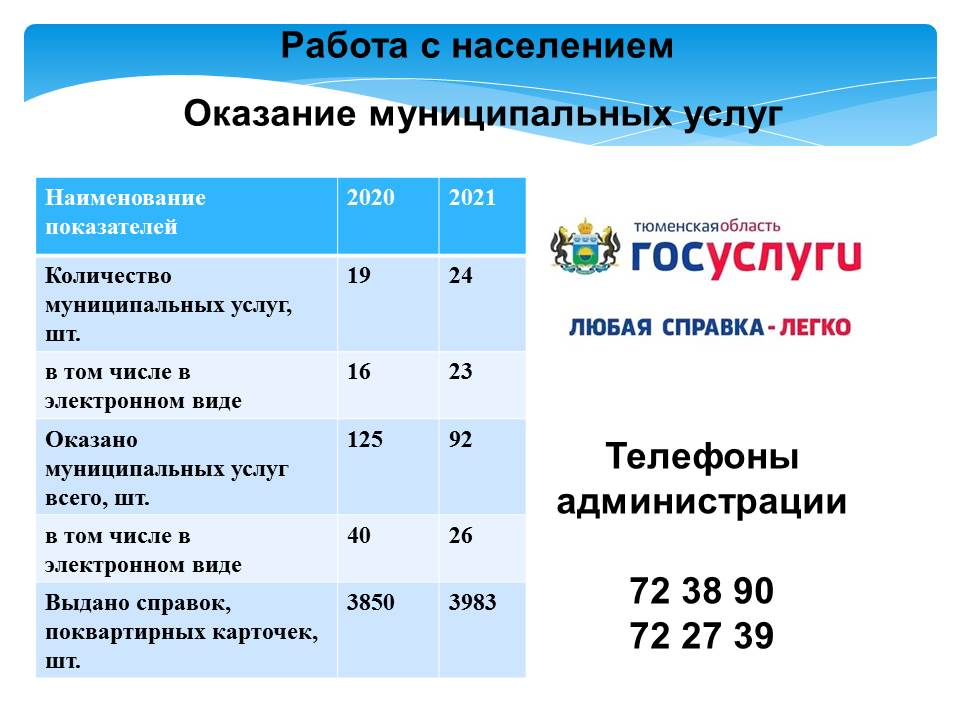 Работа с населением
Оказание муниципальных услуг
Наименование 2020 2021
показателей
Количество 19 24
муниципальных услуг,
шт.
в том числе в 16 23
электронном виде
Оказано 125 92
муниципальных услуг
всего, шт.
в том числе в 40 26
электронном виде
Выдано справок, 3850 3983
поквартирных карточек,
шт.
тюменскаяобласть
госуслуги
ЛЮБАЯ СПРАВКА-ЛЕГКО
Телефоны
администрации
72 38 90
72 27 39